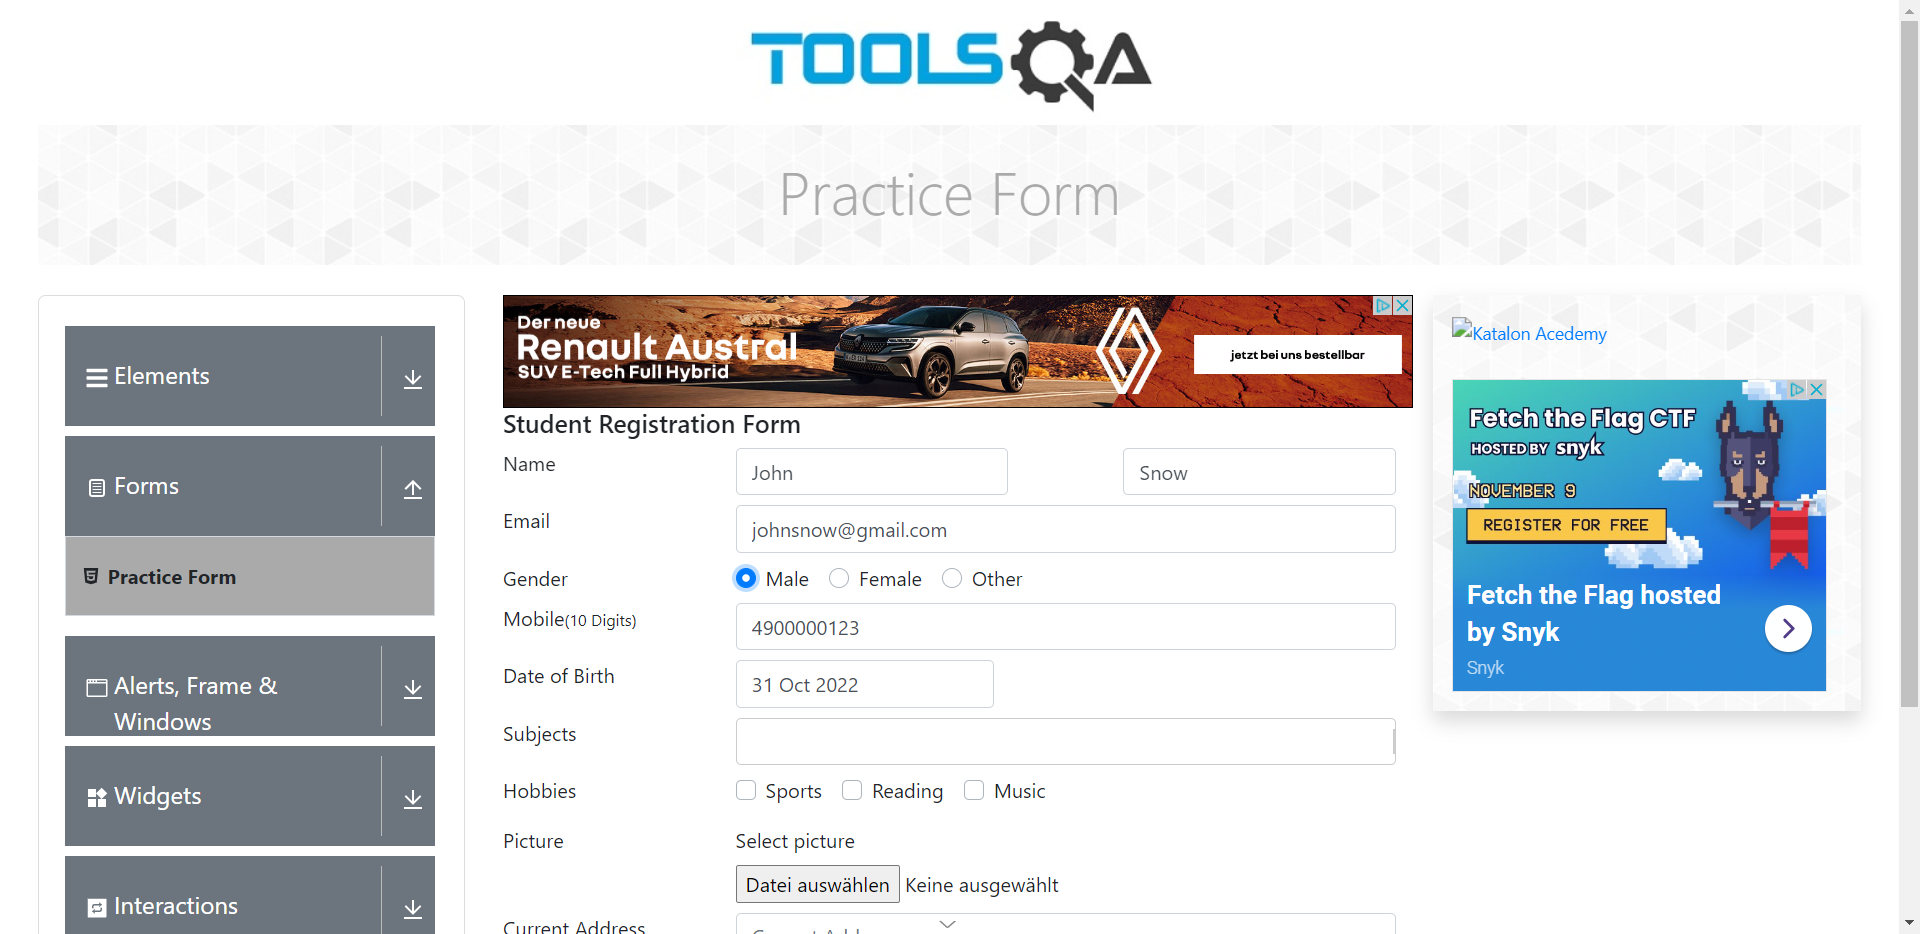 TOOLSQA
Practice Form
Elements
Forms
Practice Form
Alerts, Frame &
Windows
Widgets
Interactions
Der neue
Renault Austral
SUV E-Tech Full Hybrid
jetzt bei uns bestellbar
Student Registration Form
Name
John
Snow
Email
johnsnow@gmail.com
Gender
Male
Female
Other
Mobile(10 Digits)
4900000123
Date of Birth
31 Oct 2022
Subjects
Hobbies
Sports
Reading
Music
Picture
Select picture
Datei auswählen
Keine ausgewählt
Current Address
Katalon Acedemy
Fetch the Flag CTF
HOSTED BY snyk
NOVEMBER 9
REGISTER FOR FREE
Fetch the Flag hosted
by Snyk
Snyk